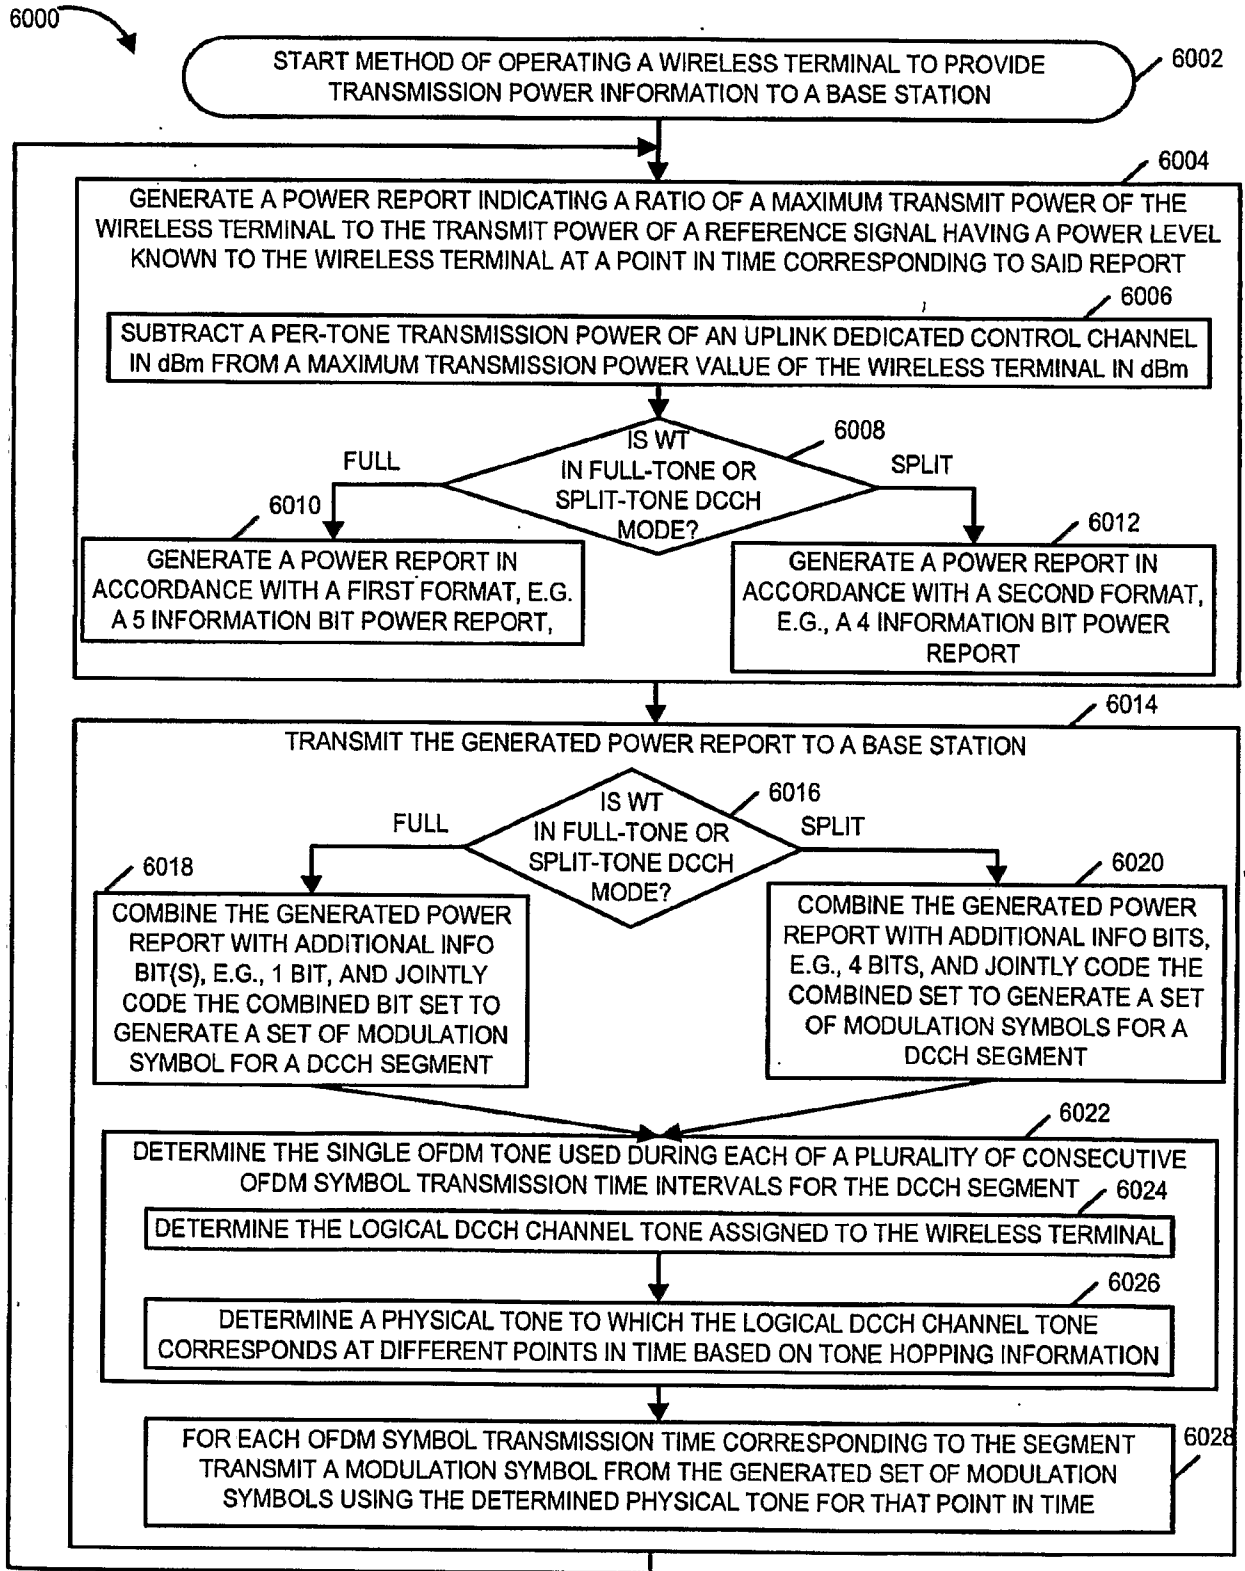 6000
START METHOD OF OPERATING A WIRELESS TERMINAL TO PROVIDE
TRANSMISSION POWER INFORMATION TO A BASE STATION
6002
6004
GENERATE A POWER REPORT INDICATING A RATIO OF A MAXIMUM TRANSMIT POWER OF THE
WIRELESS TERMINAL TO THE TRANSMIT POWER OF A REFERENCE SIGNAL HAVING A POWER LEVEL
KNOWN TO THE WIRELESS TERMINAL AT A POINT IN TIME CORRESPONDING TO SAID REPORT
6006
SUBTRACT A PER-TONE TRANSMISSION POWER OF AN UPLINK DEDICATED CONTROL CHANNEL
IN dBm FROM A MAXIMUM TRANSMISSION POWER VALUE OF THE WIRELESS TERMINAL IN dBm
6008
IS WT
IN FULL-TONE OR
SPLIT-TONE DCCH
MODE?
FULL
SPLIT
6010
GENERATE A POWER REPORT IN
ACCORDANCE WITH A FIRST FORMAT, E.G.
A 5 INFORMATION BIT POWER REPORT,
6012
GENERATE A POWER REPORT IN
ACCORDANCE WITH A SECOND FORMAT,
E.G., A 4 INFORMATION BIT POWER
REPORT
6014
TRANSMIT THE GENERATED POWER REPORT TO A BASE STATION
6016
IS WT
IN FULL-TONE OR
SPLIT-TONE DCCH
MODE?
FULL
SPLIT
6018
COMBINE THE GENERATED POWER
REPORT WITH ADDITIONAL INFO
BIT(S), E.G., 1 BIT, AND JOINTLY
CODE THE COMBINED BIT SET TO
GENERATE A SET OF MODULATION
SYMBOL FOR A DCCH SEGMENT
6020
COMBINE THE GENERATED POWER
REPORT WITH ADDITIONAL INFO BITS,
E.G., 4 BITS, AND JOINTLY CODE THE
COMBINED SET TO GENERATE A SET
OF MODULATION SYMBOLS FOR A
DCCH SEGMENT
6022
DETERMINE THE SINGLE OFDM TONE USED DURING EACH OF A PLURALITY OF CONSECUTIVE
OFDM SYMBOL TRANSMISSION TIME INTERVALS FOR THE DCCH SEGMENT
6024
DETERMINE THE LOGICAL DCCH CHANNEL TONE ASSIGNED TO THE WIRELESS TERMINAL
6026
DETERMINE A PHYSICAL TONE TO WHICH THE LOGICAL DCCH CHANNEL TONE
CORRESPONDS AT DIFFERENT POINTS IN TIME BASED ON TONE HOPPING INFORMATION
6028
FOR EACH OFDM SYMBOL TRANSMISSION TIME CORRESPONDING TO THE SEGMENT
TRANSMIT A MODULATION SYMBOL FROM THE GENERATED SET OF MODULATION
SYMBOLS USING THE DETERMINED PHYSICAL TONE FOR THAT POINT IN TIME